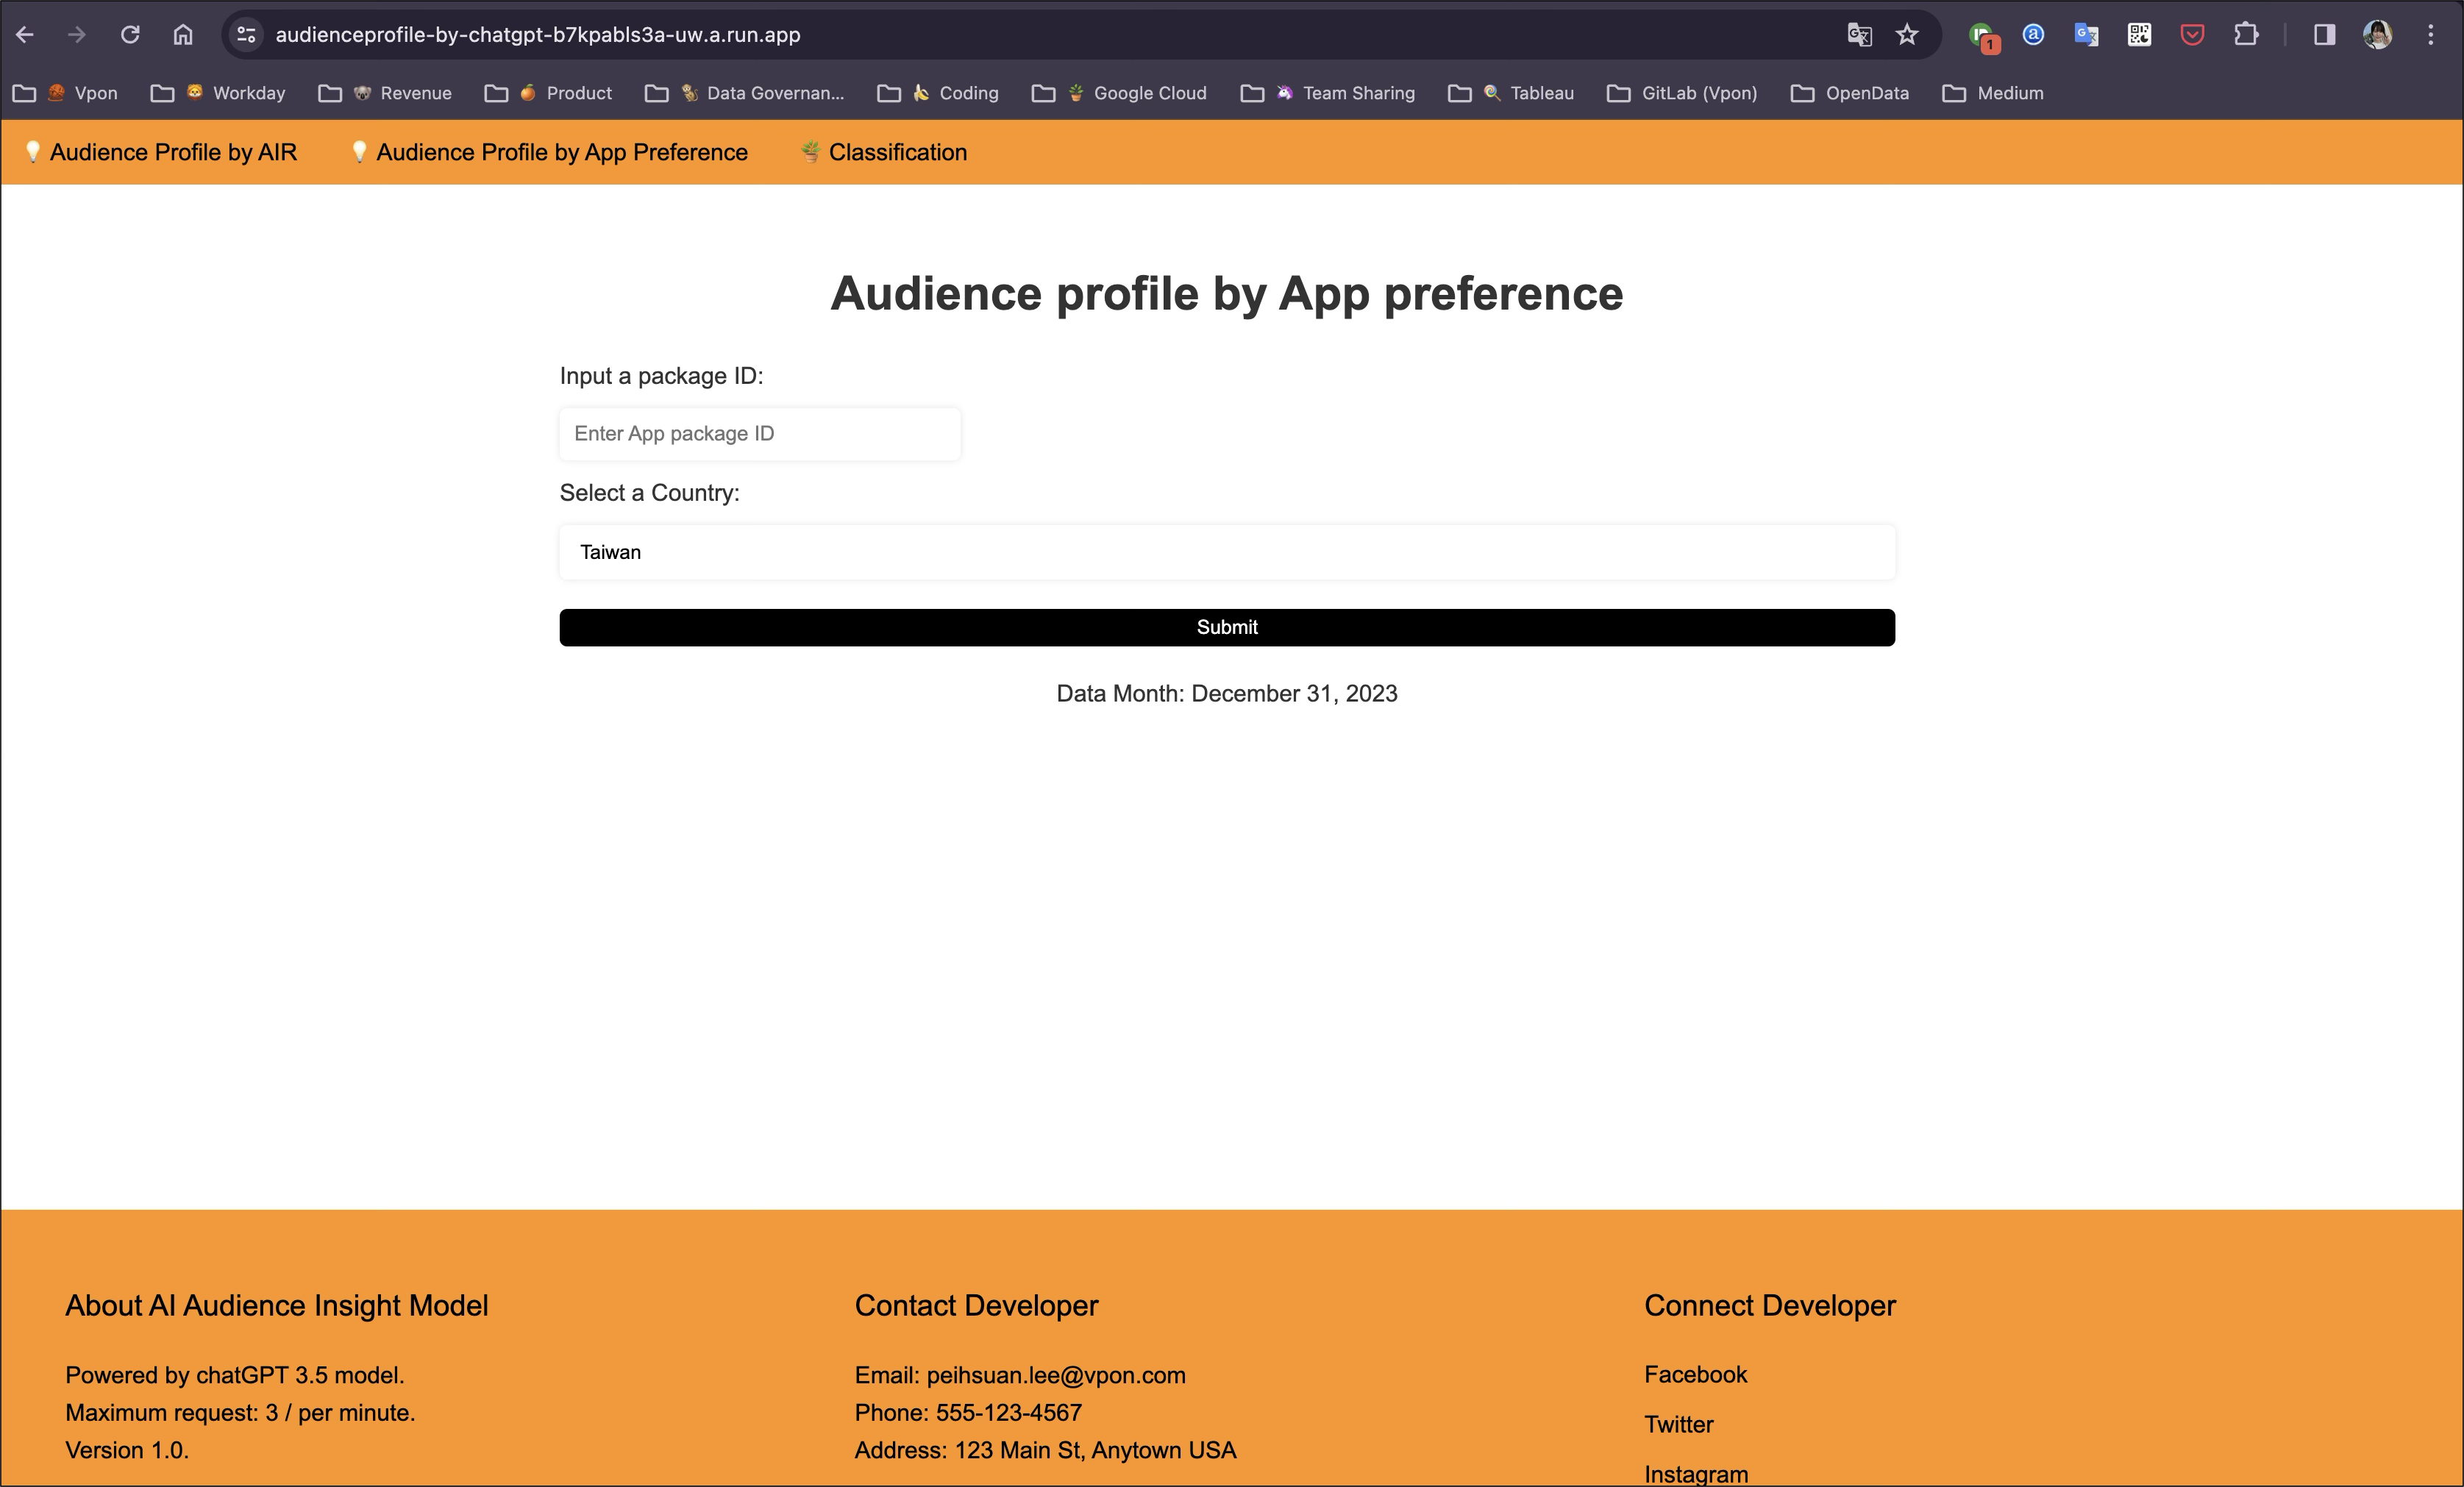 audienceprofile-by-chatgpt-b7kpabls3a-uw.a.run.app
1
Vpon Workday Revenue Product Data Governan... Coding Google Cloud Team Sharing Tableau GitLab (Vpon) OpenData Medium
Audience Profile by AIR Audience Profile by App Preference Classification
Audience profile by App preference
Input a package ID:
Enter App package ID
Select a Country:
Taiwan
Submit
Data Month: December 31, 2023
About AI Audience Insight Model
Powered by chatGPT 3.5 model.
Maximum request: 3 / per minute.
Version 1.0.
Contact Developer
Email: peihsuan.lee@vpon.com
Phone: 555-123-4567
Address: 123 Main St, Anytown USA
Connect Developer
Facebook
Twitter
Instagram